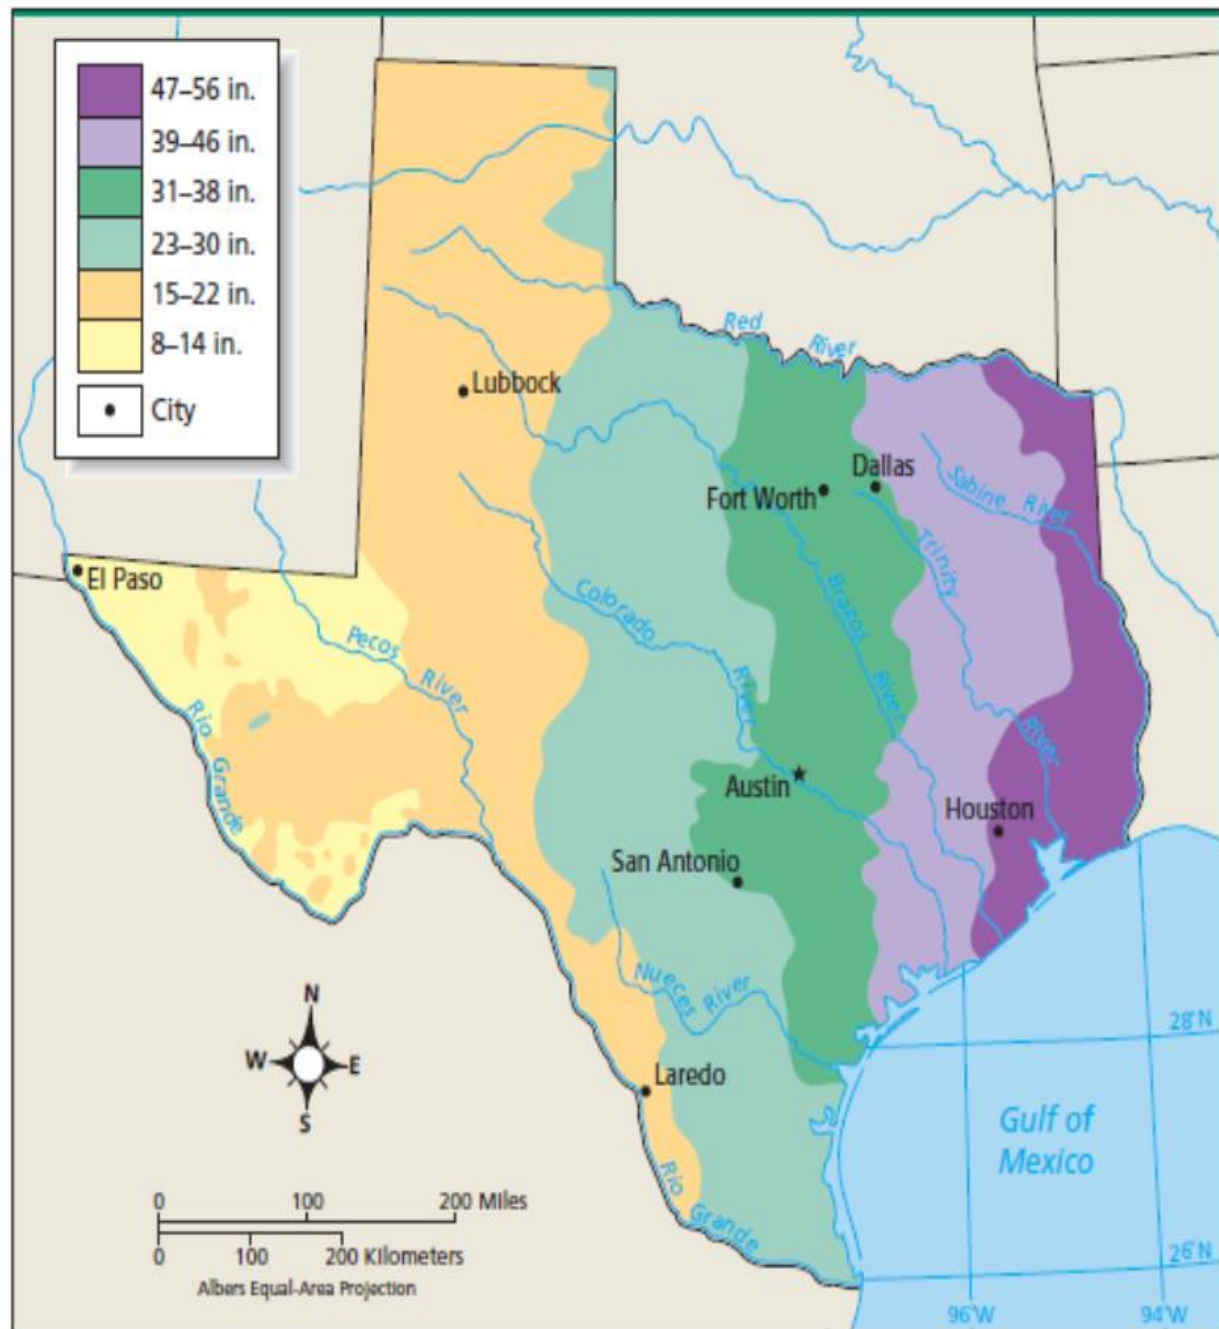 47–56 in.
39–46 in.
31–38 in.
23–30 in.
15–22 in.
8–14 in.
City
Red
River
Lubbock
Dallas
Fort Worth
Sabine River
Trinity
River
El Paso
Colorado
River
Brazos
River
Pecos
River
Rio
Grande
Austin
Houston
San Antonio
Nueces
River
N
W
E
S
Laredo
28°N
Gulf of
Mexico
Rio
Grande
0
100
200 Miles
0
100
200 Kilometers
Albers Equal-Area Projection
26°N
96°W
94°W